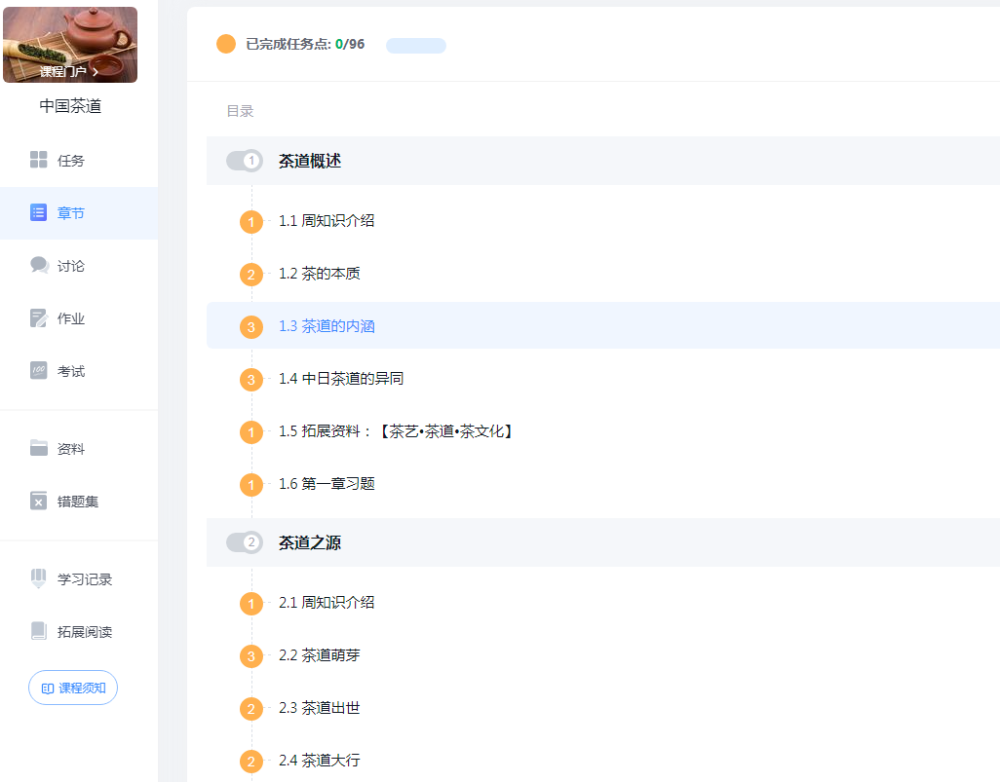 课程门户 >
中国茶道
任务
章节
讨论
作业
考试
资料
错题集
学习记录
拓展阅读
课程须知
已完成任务点: 0/96
目录
1 茶道概述
1 1.1 周知识介绍
2 1.2 茶的本质
3 1.3 茶道的内涵
3 1.4 中日茶道的异同
1 1.5 拓展资料：【茶艺•茶道•茶文化】
1 1.6 第一章习题
2 茶道之源
1 2.1 周知识介绍
3 2.2 茶道萌芽
2 2.3 茶道出世
2 2.4 茶道大行